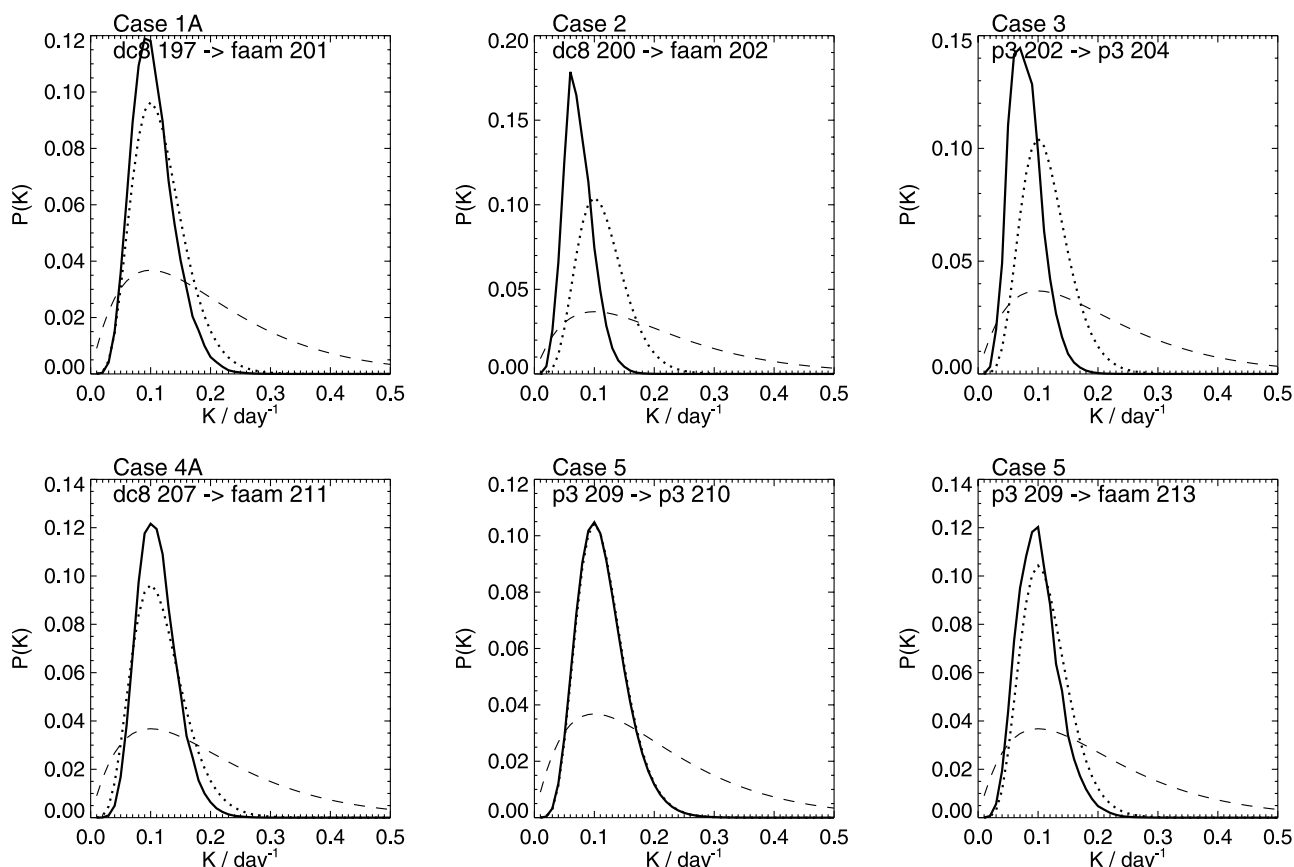 Case 1A
dc8 197 -> faam 201
0.12
0.10
0.08
0.06
0.04
0.02
0.00
P(K)
0.0 0.1 0.2 0.3 0.4 0.5
K / day-1
Case 2
dc8 200 -> faam 202
0.20
0.15
0.10
0.05
0.00
P(K)
0.0 0.1 0.2 0.3 0.4 0.5
K / day-1
Case 3
p3 202 -> p3 204
0.15
0.10
0.05
0.00
P(K)
0.0 0.1 0.2 0.3 0.4 0.5
K / day-1
Case 4A
dc8 207 -> faam 211
0.14
0.12
0.10
0.08
0.06
0.04
0.02
0.00
P(K)
0.0 0.1 0.2 0.3 0.4 0.5
K / day-1
Case 5
p3 209 -> p3 210
0.12
0.10
0.08
0.06
0.04
0.02
0.00
P(K)
0.0 0.1 0.2 0.3 0.4 0.5
K / day-1
Case 5
p3 209 -> faam 213
0.14
0.12
0.10
0.08
0.06
0.04
0.02
0.00
P(K)
0.0 0.1 0.2 0.3 0.4 0.5
K / day-1